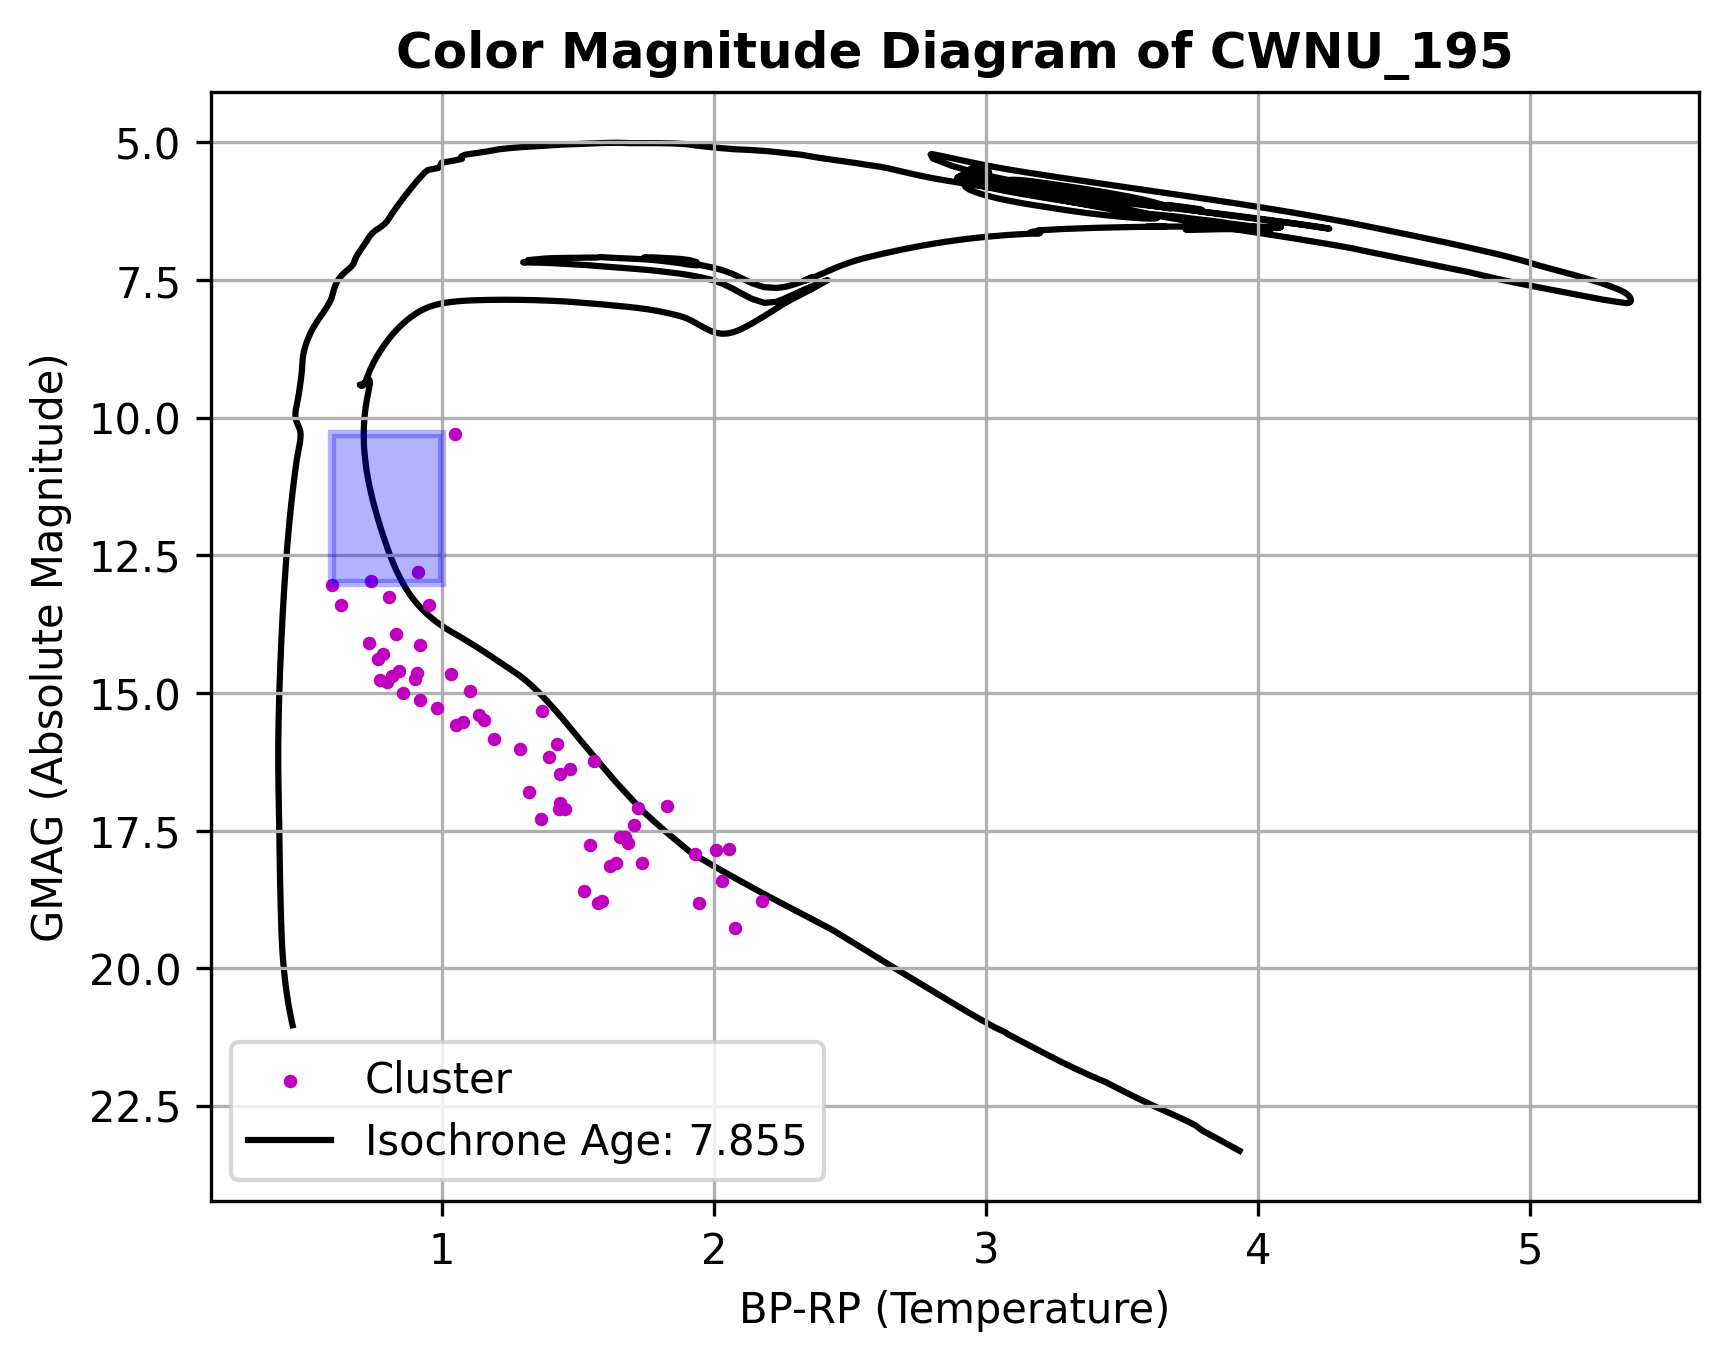 Color Magnitude Diagram of CWNU_195
GMAG (Absolute Magnitude)
5.0
7.5
10.0
12.5
15.0
17.5
20.0
22.5
Cluster
Isochrone Age: 7.855
1 2 3 4 5
BP-RP (Temperature)